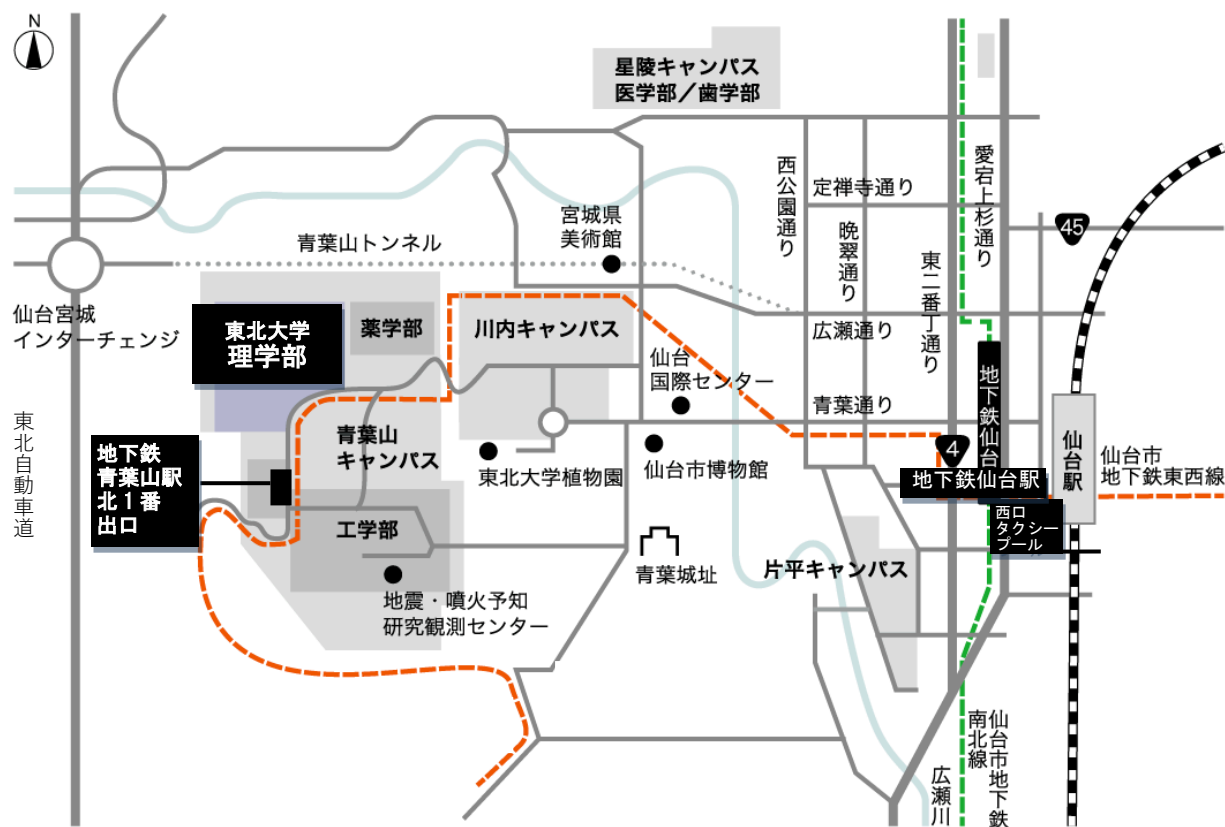 N
星陵キャンパス
医学部／歯学部
愛宕上杉通り
西公園通り
定禅寺通り
晩翠通り
東二番丁通り
45
宮城県
美術館
青葉山トンネル
仙台宮城
インターチェンジ
東北大学
理学部
薬学部
川内キャンパス
広瀬通り
仙台
国際センター
地下鉄仙台
青葉通り
東北自動車道
青葉山
キャンパス
地下鉄
青葉山駅
北１番
出口
東北大学植物園
仙台市博物館
4
地下鉄仙台駅
仙台駅
仙台市
地下鉄東西線
西口
タクシー
プール
工学部
青葉城址
片平キャンパス
地震・噴火予知
研究観測センター
仙台市地下鉄
南北線
広瀬川